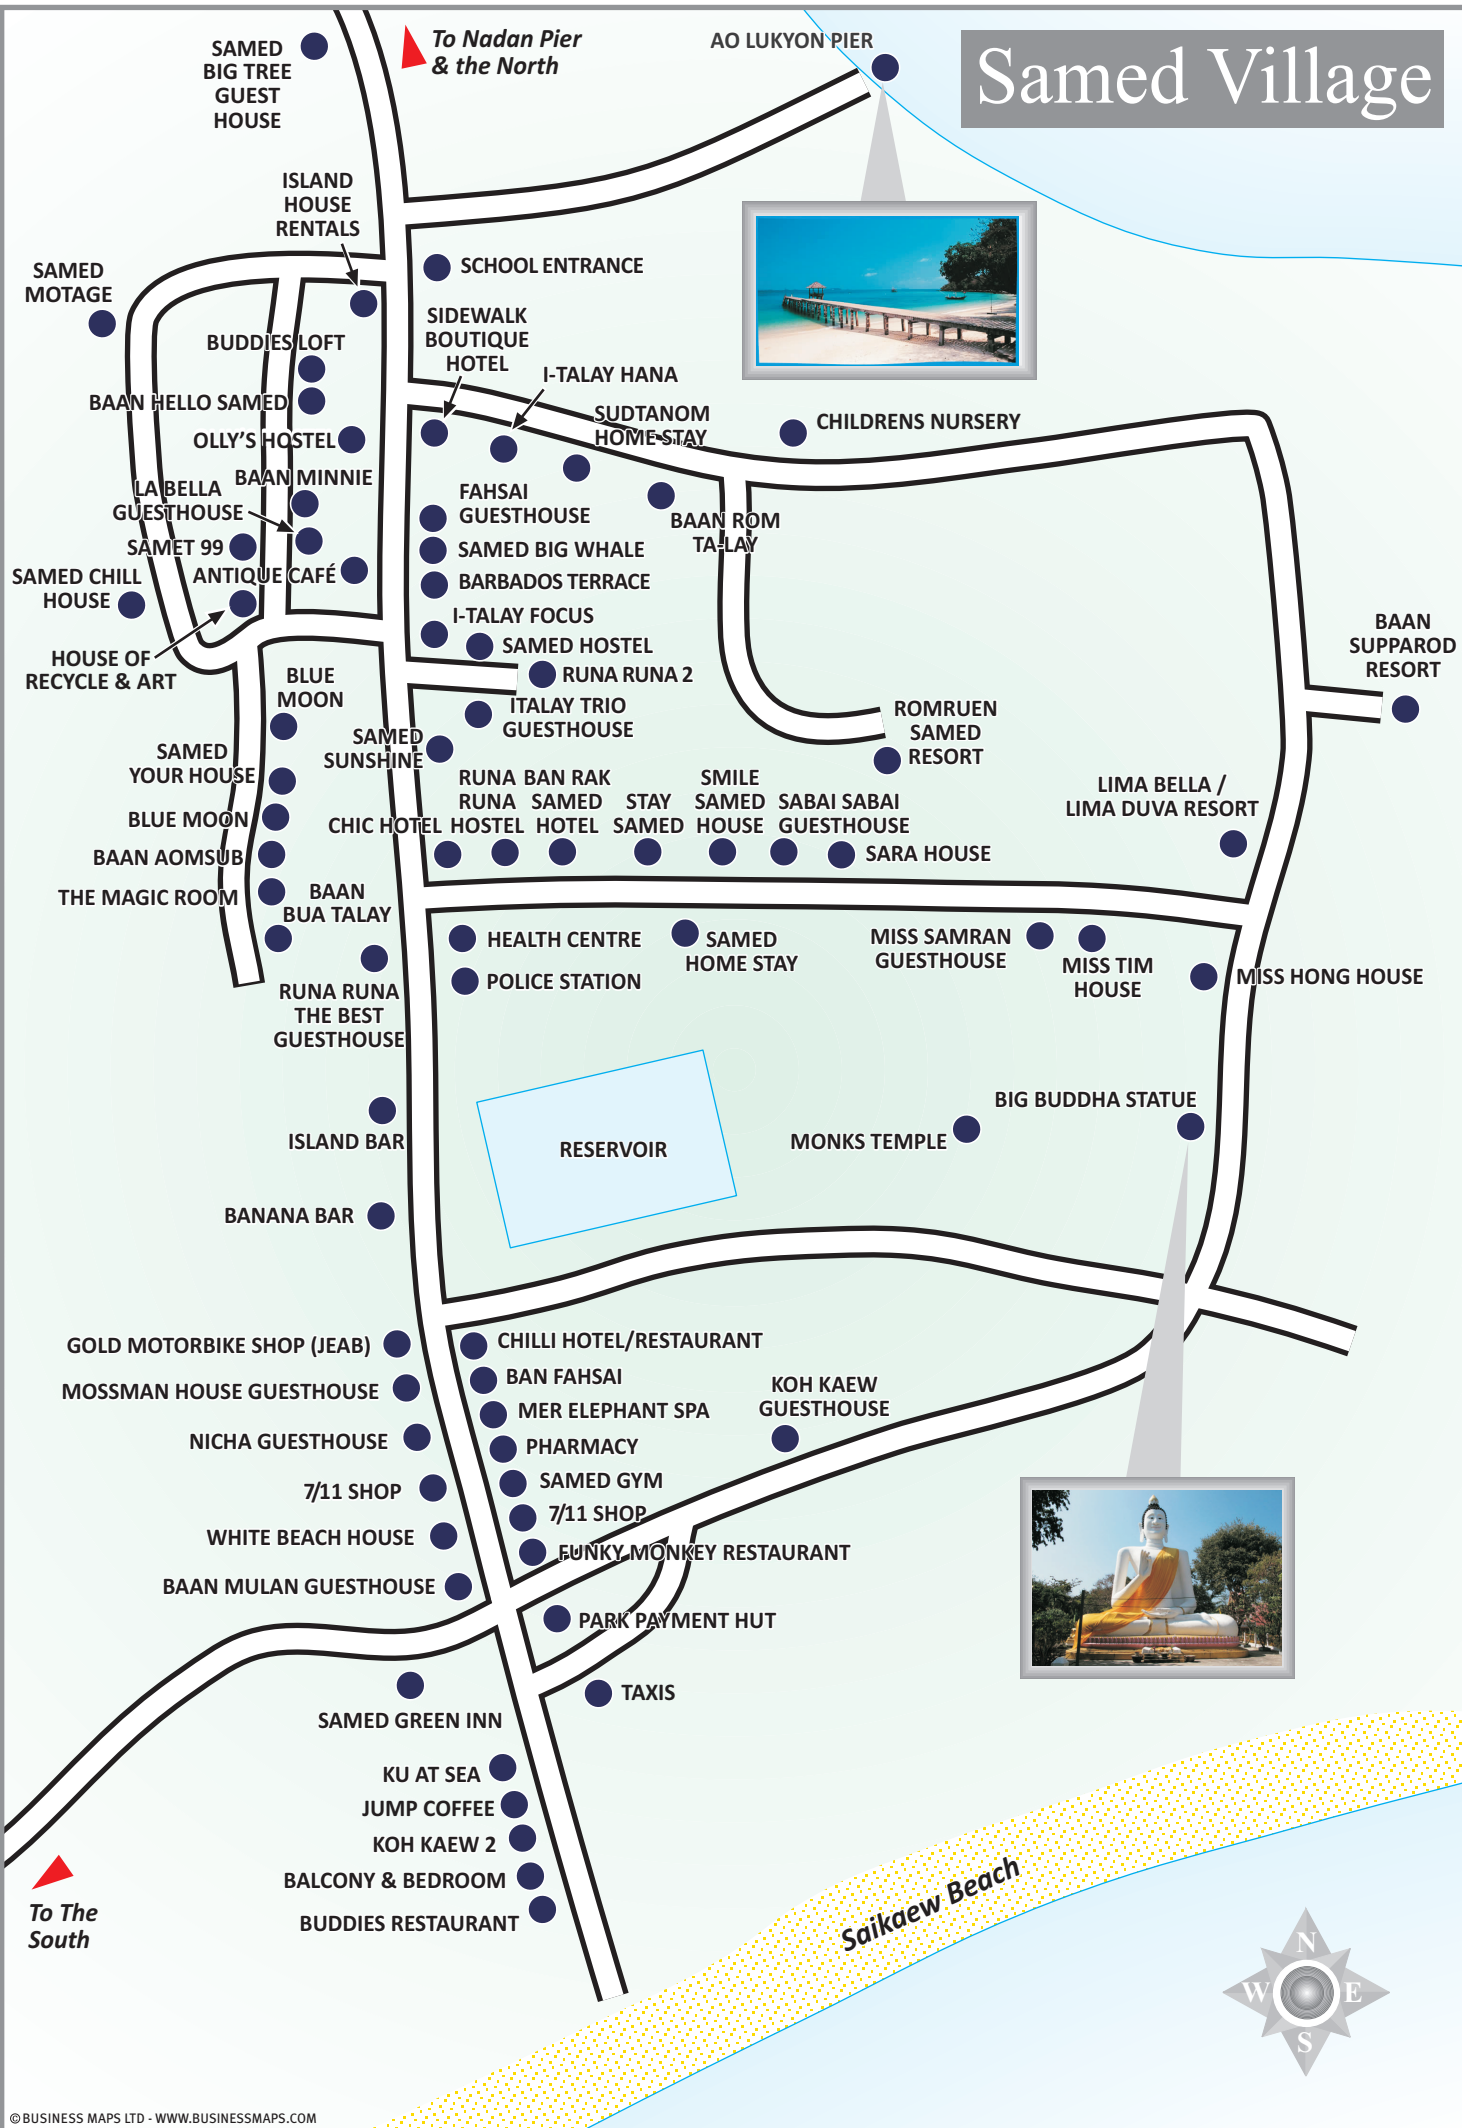 Samed Village
To Nadan Pier
& the North
AO LUKYON PIER
SAMED
BIG TREE
GUEST
HOUSE
ISLAND
HOUSE
RENTALS
SCHOOL ENTRANCE
SAMED
MOTAGE
SIDEWALK
BOUTIQUE
HOTEL
BUDDIES LOFT
I-TALAY HANA
BAAN HELLO SAMED
SUDTANOM
HOME STAY
CHILDRENS NURSERY
OLLY'S HOSTEL
BAAN MINNIE
LA BELLA
GUESTHOUSE
FAHSAI
GUESTHOUSE
BAAN ROM
TA-LAY
SAMET 99
SAMED BIG WHALE
ANTIQUE CAFÉ
BARBADOS TERRACE
SAMED CHILL
HOUSE
I-TALAY FOCUS
SAMED HOSTEL
HOUSE OF
RECYCLE & ART
RUNA RUNA 2
BAAN
SUPPAROD
RESORT
BLUE
MOON
ITALAY TRIO
GUESTHOUSE
SAMED
SUNSHINE
ROMRUEN
SAMED
RESORT
SAMED
YOUR HOUSE
CHIC HOTEL
RUNA
RUNA
HOSTEL
BAN RAK
SAMED
HOTEL
STAY
SAMED
SMILE
SAMED
HOUSE
SABAI SABAI
GUESTHOUSE
SARA HOUSE
LIMA BELLA /
LIMA DUVA RESORT
BLUE MOON
BAAN AOMSUB
THE MAGIC ROOM
BAAN
BUA TALAY
HEALTH CENTRE
SAMED
HOME STAY
MISS SAMRAN
GUESTHOUSE
MISS TIM
HOUSE
MISS HONG HOUSE
POLICE STATION
RUNA RUNA
THE BEST
GUESTHOUSE
ISLAND BAR
RESERVOIR
MONKS TEMPLE
BIG BUDDHA STATUE
BANANA BAR
GOLD MOTORBIKE SHOP (JEAB)
CHILLI HOTEL/RESTAURANT
MOSSMAN HOUSE GUESTHOUSE
BAN FAHSAI
MER ELEPHANT SPA
KOH KAEW
GUESTHOUSE
NICHA GUESTHOUSE
PHARMACY
7/11 SHOP
SAMED GYM
7/11 SHOP
WHITE BEACH HOUSE
FUNKY MONKEY RESTAURANT
BAAN MULAN GUESTHOUSE
PARK PAYMENT HUT
TAXIS
SAMED GREEN INN
KU AT SEA
JUMP COFFEE
KOH KAEW 2
BALCONY & BEDROOM
BUDDIES RESTAURANT
To The
South
Saikaew Beach
N
W E
S
© BUSINESS MAPS LTD - WWW.BUSINESSMAPS.COM